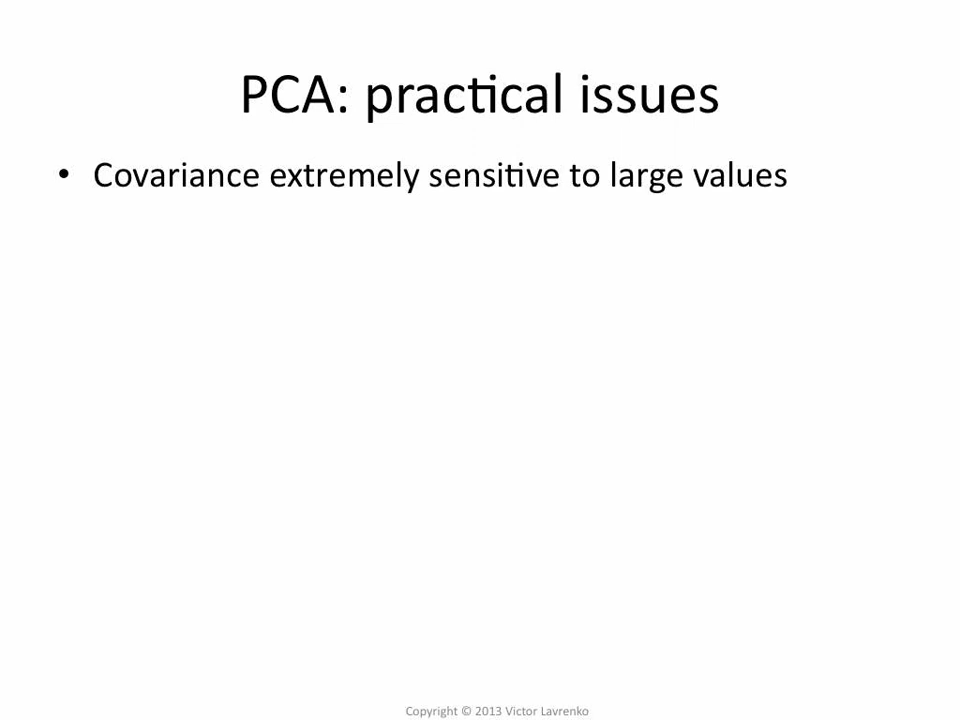 PCA: practical issues
• Covariance extremely sensitive to large values
Copyright © 2013 Victor Lavrenko